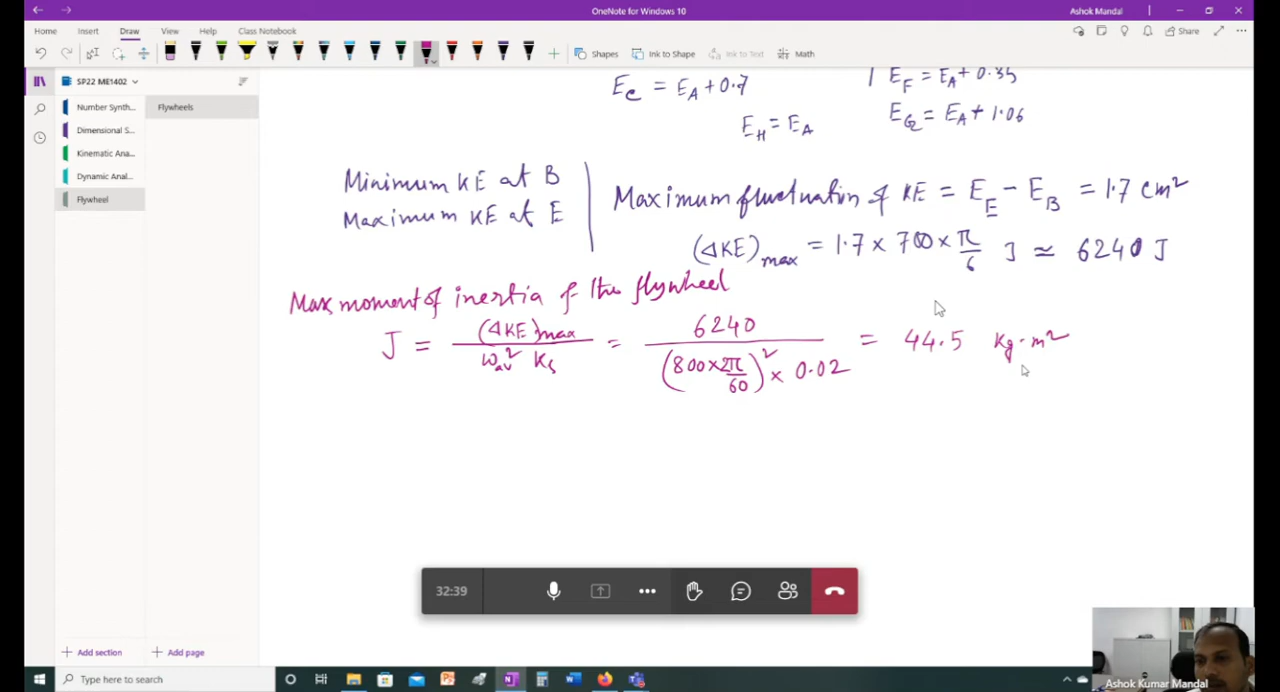 OneNote for Windows 10
Ashok Mandal
Home Insert Draw View Help Class Notebook
Share
Shapes Ink to Shape Ink to Text Math
SP22 ME1402
Number Synth...
Dimensional S...
Kinematic Ana...
Dynamic Anal...
Flywheel
Flywheels
E_C = E_A + 0.7
E_F = E_A + 0.35
E_H = E_A
E_G = E_A + 1.06
Minimum KE at B
Maximum KE at E
Maximum fluctuation of KE = E_E - E_B = 1.7 cm²
(ΔKE)_max = 1.7 × 700 × π/6 J ≃ 6240 J
Max moment of inertia of the flywheel
J = (ΔKE)_max / ω_av² K_s = 6240 / (800×2π/60)² × 0.02 = 44.5 kg·m²
32:39
Add section
Add page
Type here to search
Ashok Kumar Mandal